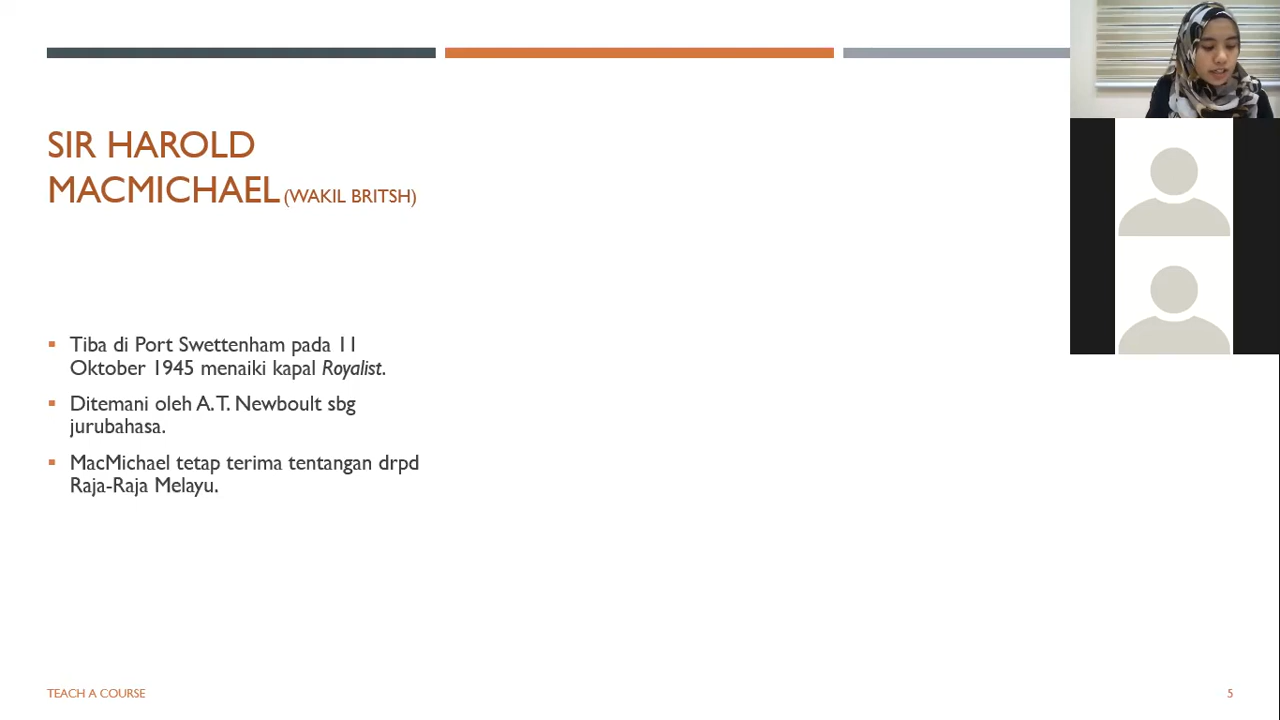 SIR HAROLD
MACMICHAEL (WAKIL BRITSH)
▪ Tiba di Port Swettenham pada 11
Oktober 1945 menaiki kapal Royalist.
▪ Ditemani oleh A.T. Newboult sbg
jurubahasa.
▪ MacMichael tetap terima tentangan drpd
Raja-Raja Melayu.
TEACH A COURSE
5